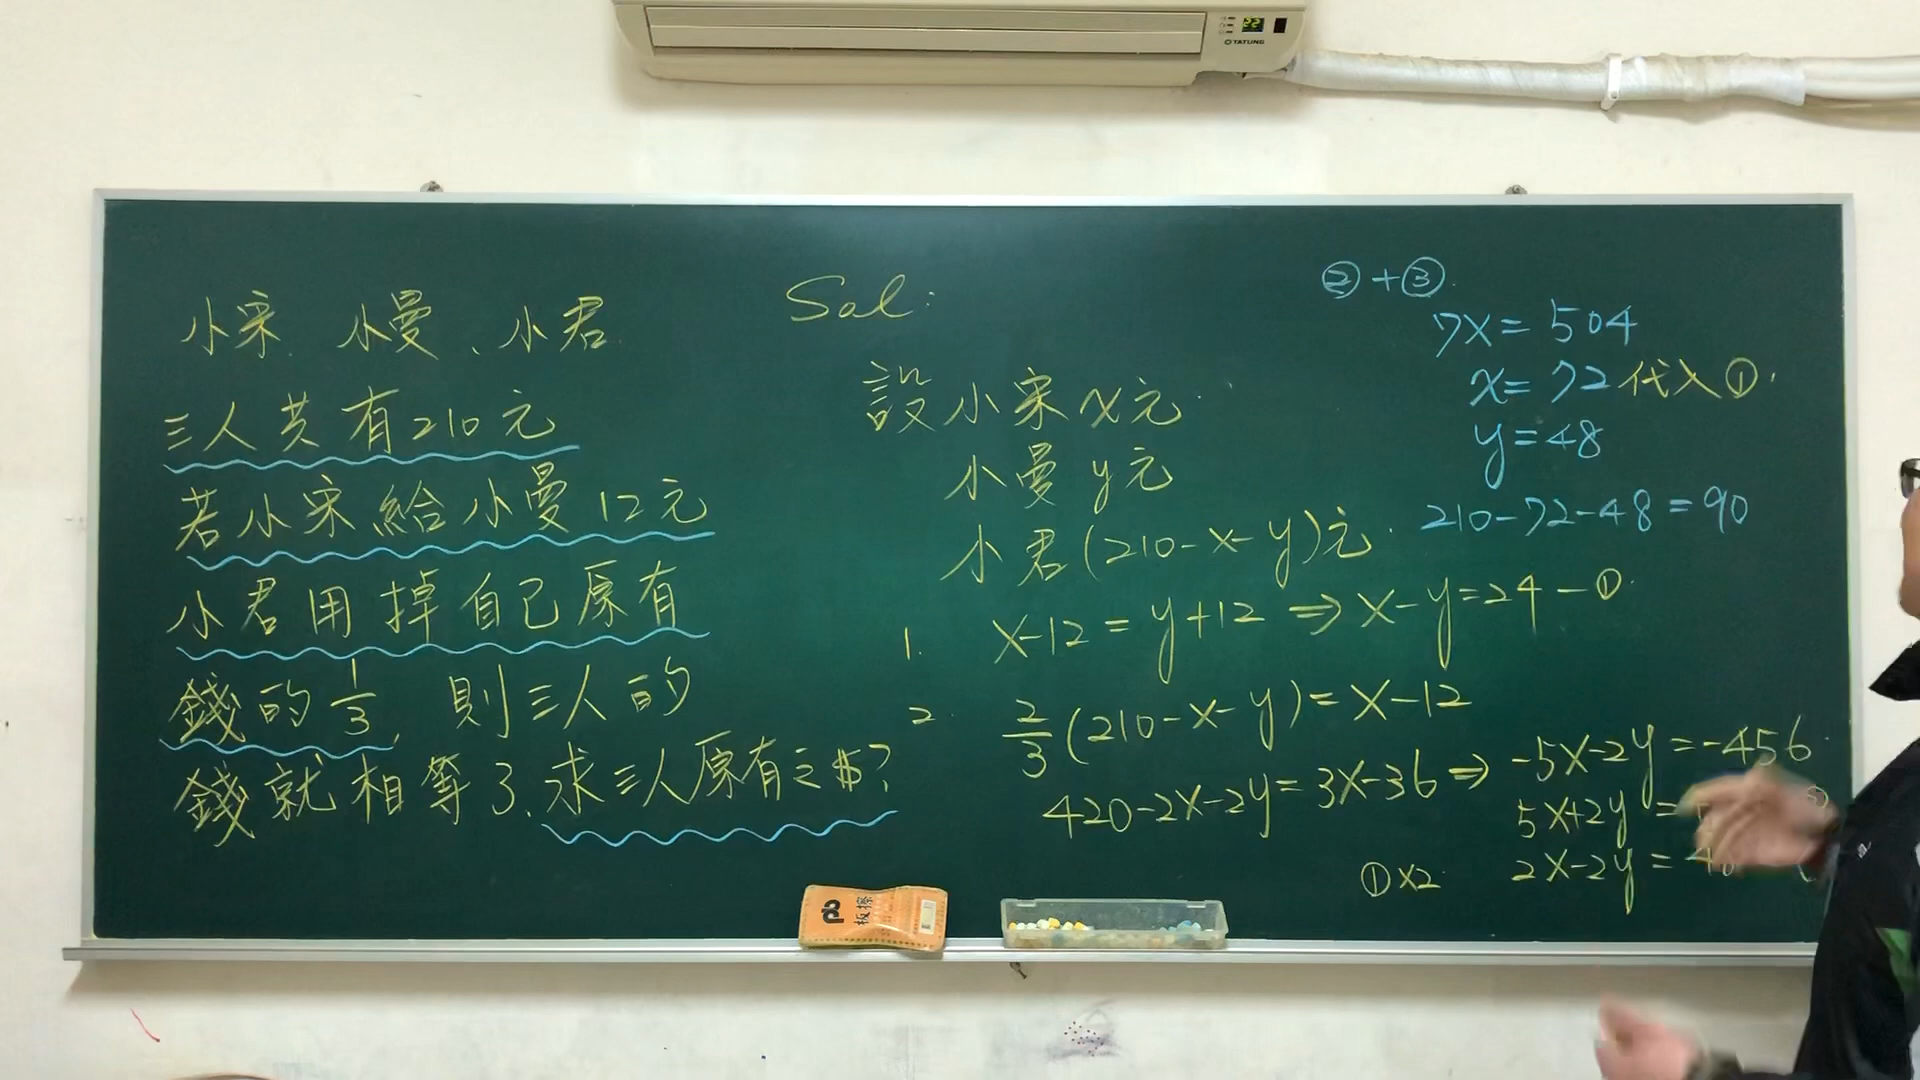 小宋、小曼、小君
三人共有210元
若小宋給小曼12元
小君用掉自己原有
錢的1/3, 則三人的
錢就相等了.求三人原有之$?
Sol:
設小宋x元
小曼y元
小君(210-x-y)元.
1. x-12=y+12⇒x-y=24-①
2. 2/3(210-x-y)=x-12
420-2x-2y=3x-36⇒-5x-2y=-456
5x+2y=
①x2 2x-2y=4
②+③
7x=504
x=72代入①.
y=48
210-72-48=90
22
TATUNG
板擦